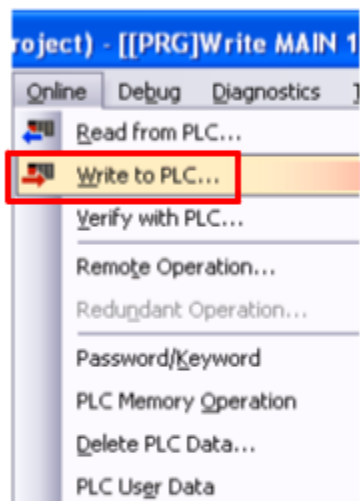 roject) - [[PRG]Write MAIN 1
Online Debug Diagnostics
Read from PLC...
Write to PLC...
Verify with PLC...
Remote Operation...
Redundant Operation...
Password/Keyword
PLC Memory Operation
Delete PLC Data...
PLC User Data